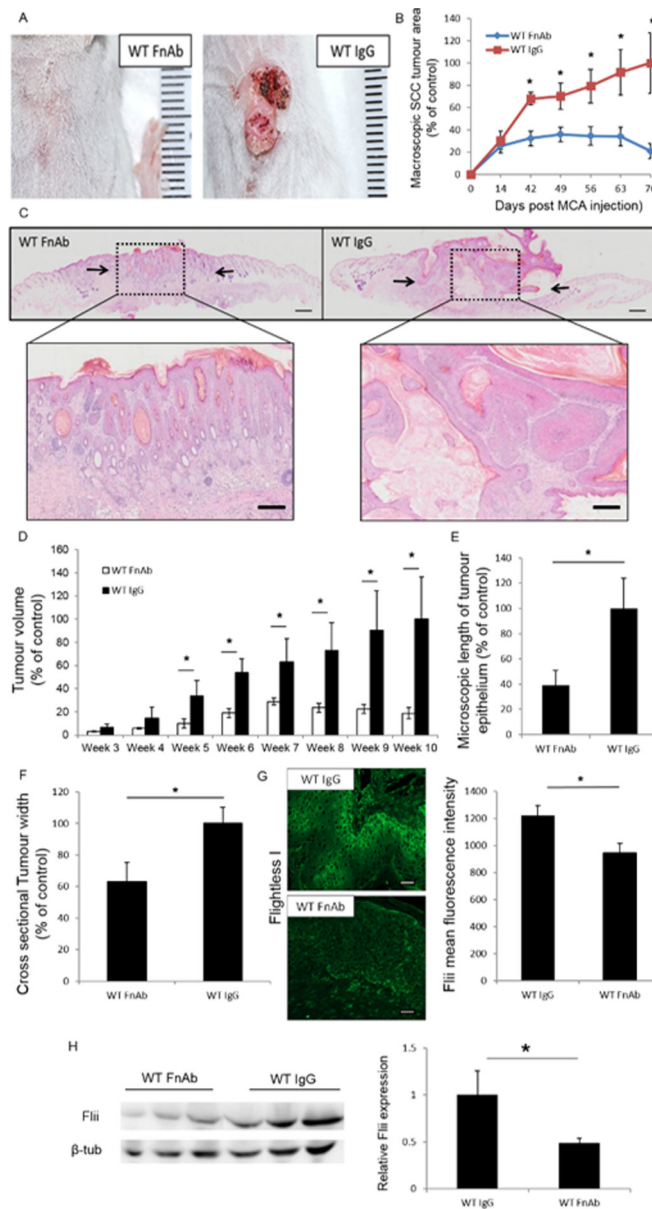 A
WT FnAb
WT IgG
B
Macroscopic SCC tumour area
(% of control)
140
120
100
80
60
40
20
0
WT FnAb
WT IgG
*
*
*
*
*
0 14 42 49 56 63
Days post MCA injection)
C
WT FnAb
WT IgG
D
Tumour volume
(% of control)
160
140
120
100
80
60
40
20
0
WT FnAb
WT IgG
*
*
*
*
*
*
Week 3 Week 4 Week 5 Week 6 Week 7 Week 8 Week 9 Week 10
E
Microscopic length of tumour
epithelium (% of control)
140
120
100
80
60
40
20
0
*
WT FnAb WT IgG
F
Cross sectional Tumour width
(% of control)
120
100
80
60
40
20
0
*
WT FnAb WT IgG
G
Flightless I
WT IgG
WT FnAb
Flii mean fluorescence intensity
1400
1200
1000
800
600
400
200
0
*
WT IgG WT FnAb
H
WT FnAb WT IgG
Flii
β-tub
Relative Flii expression
1.5
1
0.5
0
*
WT IgG WT FnAb